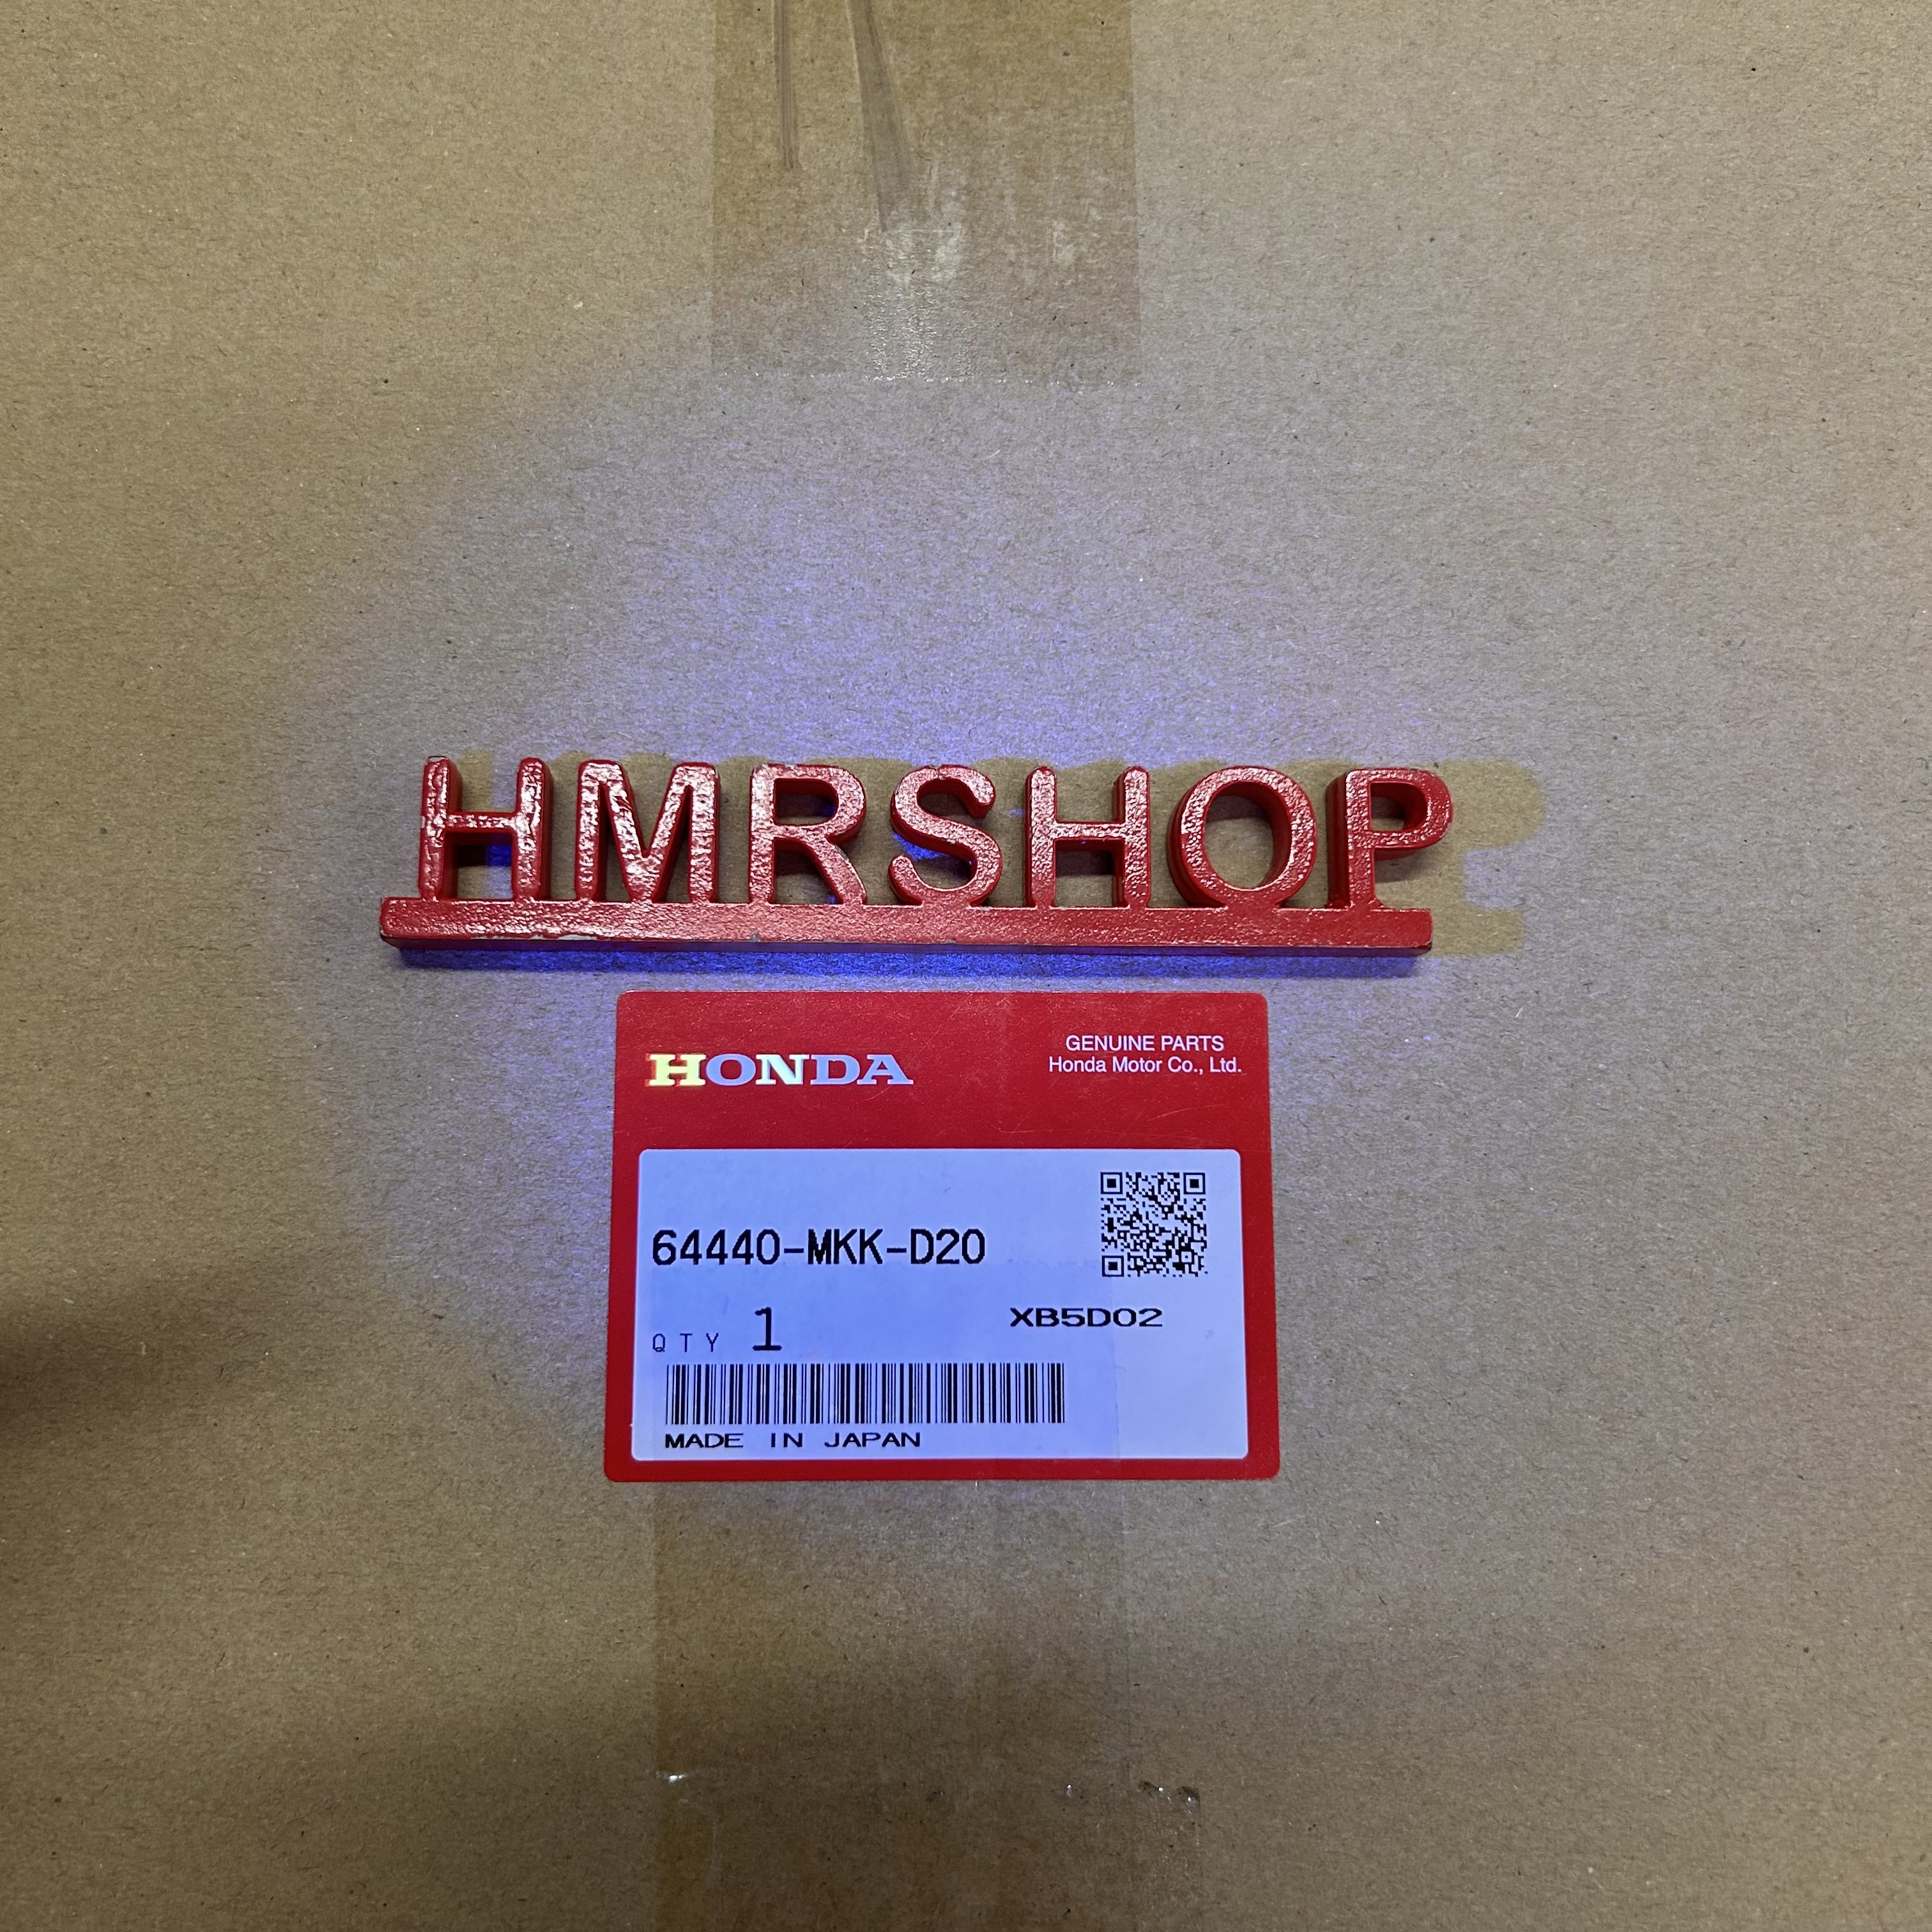 HMRSHOP
HONDA
GENUINE PARTS
Honda Motor Co., Ltd.
64440-MKK-D20
QTY 1
XB5D02
MADE IN JAPAN